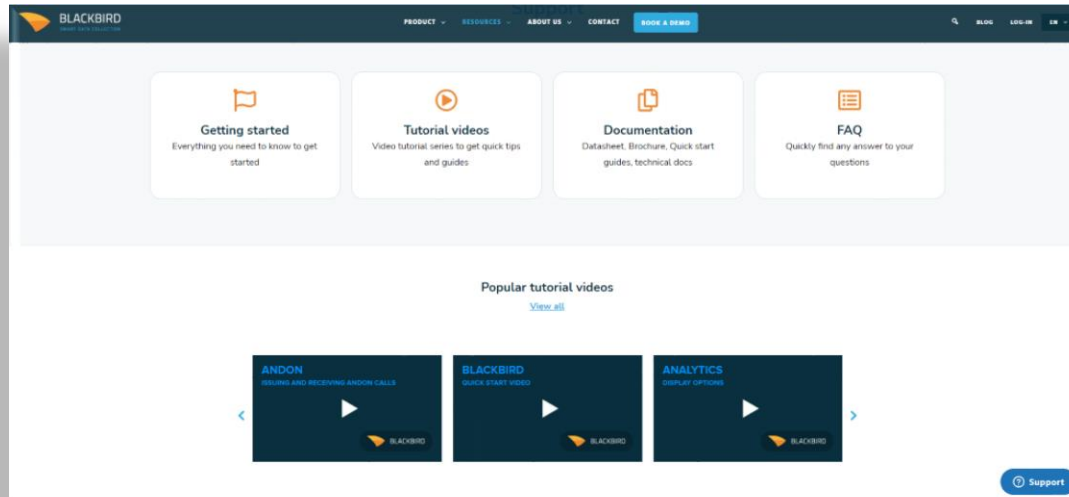 Support
BLACKBIRD
SMART DATA COLLECTION
PRODUCT RESOURCES ABOUT US CONTACT BOOK A DEMO BLOG LOG-IN EN
Getting started
Everything you need to know to get
started
Tutorial videos
Video tutorial series to get quick tips
and guides
Documentation
Datasheet, Brochure, Quick start
guides, technical docs
FAQ
Quickly find any answer to your
questions
Popular tutorial videos
View all
ANDON
ISSUING AND RECEIVING ANDON CALLS
BLACKBIRD
BLACKBIRD
QUICK START VIDEO
BLACKBIRD
ANALYTICS
DISPLAY OPTIONS
BLACKBIRD
Support